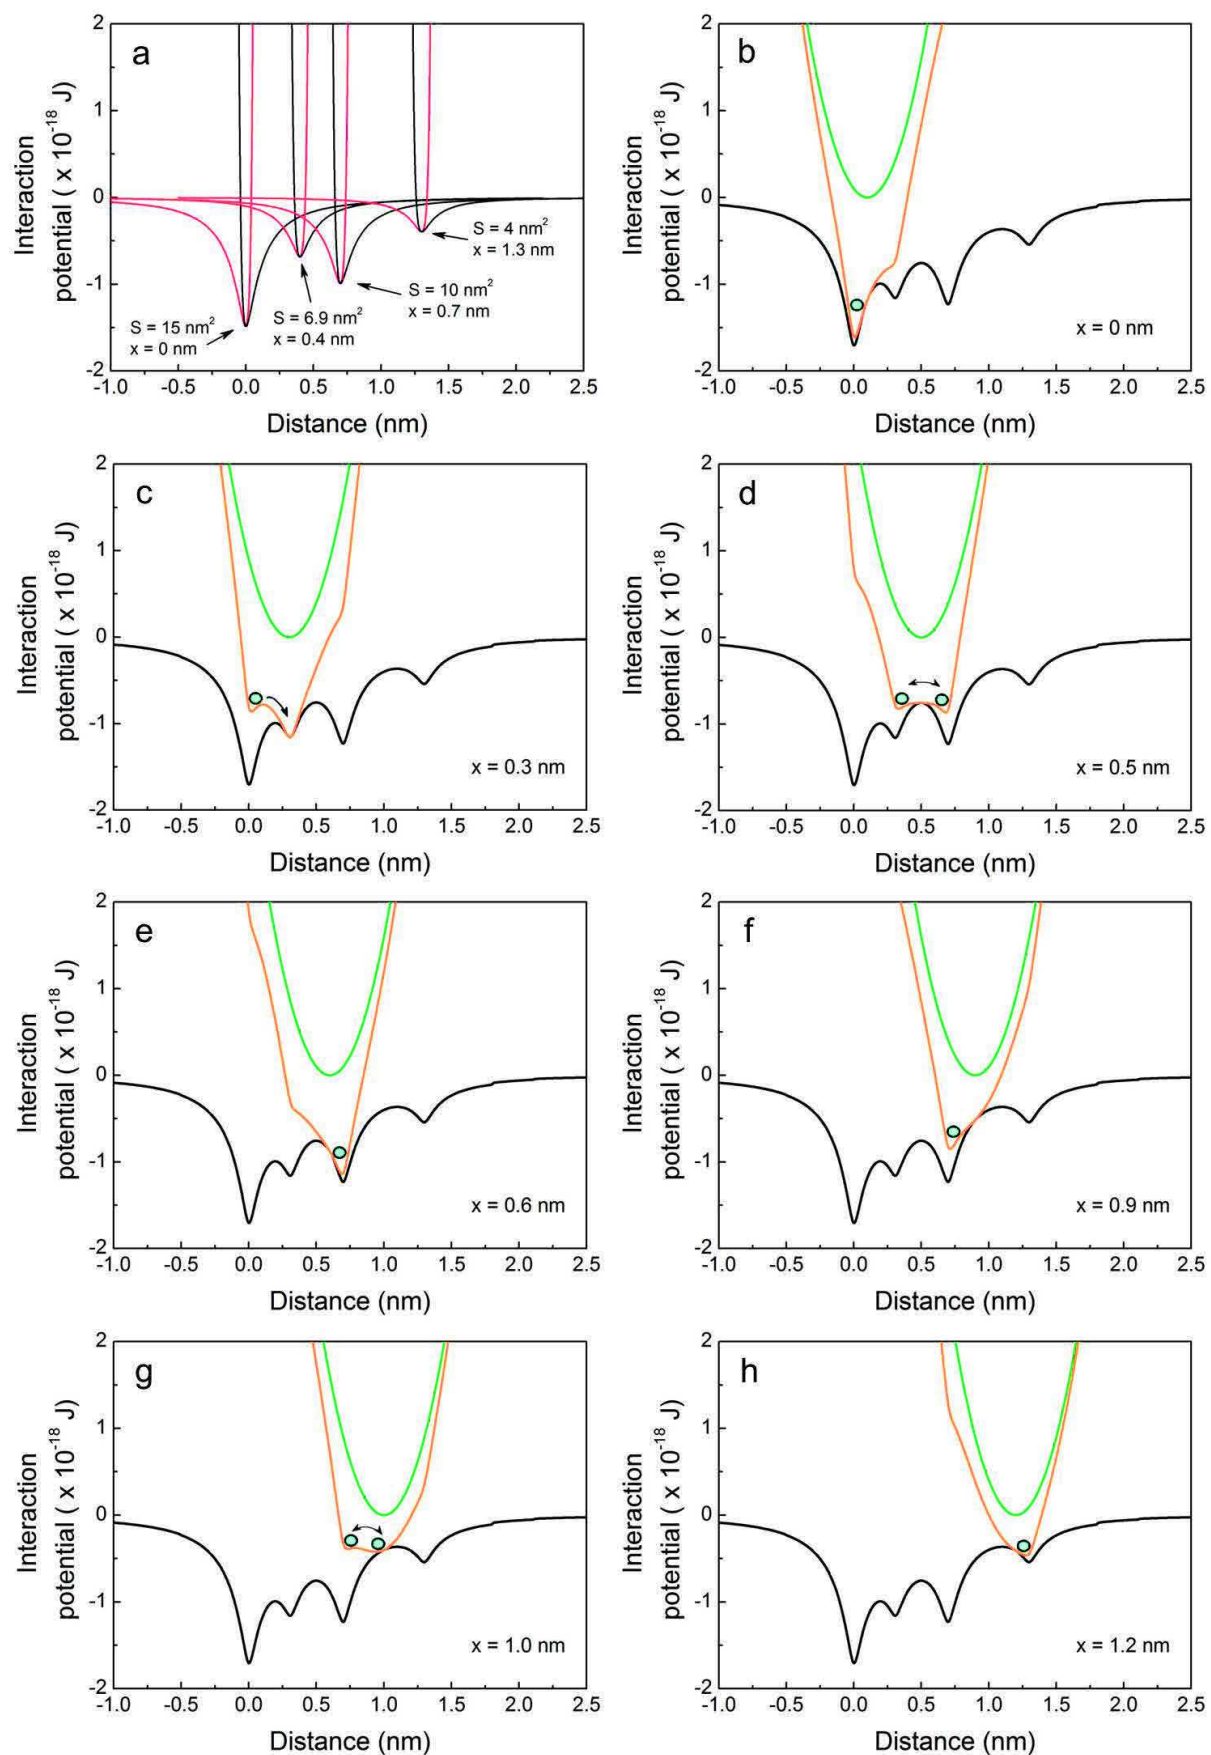 a
Interaction
potential ( x 10⁻¹⁸ J)
2
1
0
-1
-2
S = 15 nm²
x = 0 nm
S = 6.9 nm²
x = 0.4 nm
S = 10 nm²
x = 0.7 nm
S = 4 nm²
x = 1.3 nm
-1.0 -0.5 0.0 0.5 1.0 1.5 2.0 2.5
Distance (nm)
b
Interaction
potential ( x 10⁻¹⁸ J)
2
1
0
-1
-2
x = 0 nm
-1.0 -0.5 0.0 0.5 1.0 1.5 2.0 2.5
Distance (nm)
c
Interaction
potential ( x 10⁻¹⁸ J)
2
1
0
-1
-2
x = 0.3 nm
-1.0 -0.5 0.0 0.5 1.0 1.5 2.0 2.5
Distance (nm)
d
Interaction
potential ( x 10⁻¹⁸ J)
2
1
0
-1
-2
x = 0.5 nm
-1.0 -0.5 0.0 0.5 1.0 1.5 2.0 2.5
Distance (nm)
e
Interaction
potential ( x 10⁻¹⁸ J)
2
1
0
-1
-2
x = 0.6 nm
-1.0 -0.5 0.0 0.5 1.0 1.5 2.0 2.5
Distance (nm)
f
Interaction
potential ( x 10⁻¹⁸ J)
2
1
0
-1
-2
x = 0.9 nm
-1.0 -0.5 0.0 0.5 1.0 1.5 2.0 2.5
Distance (nm)
g
Interaction
potential ( x 10⁻¹⁸ J)
2
1
0
-1
-2
x = 1.0 nm
-1.0 -0.5 0.0 0.5 1.0 1.5 2.0 2.5
Distance (nm)
h
Interaction
potential ( x 10⁻¹⁸ J)
2
1
0
-1
-2
x = 1.2 nm
-1.0 -0.5 0.0 0.5 1.0 1.5 2.0 2.5
Distance (nm)